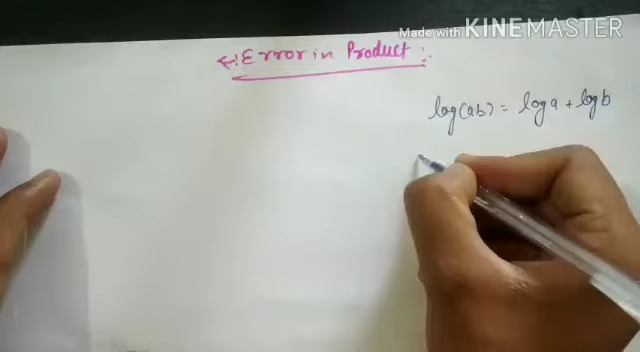 Made with KINEMASTER
Error in Product :
log(ab) = log a + log b